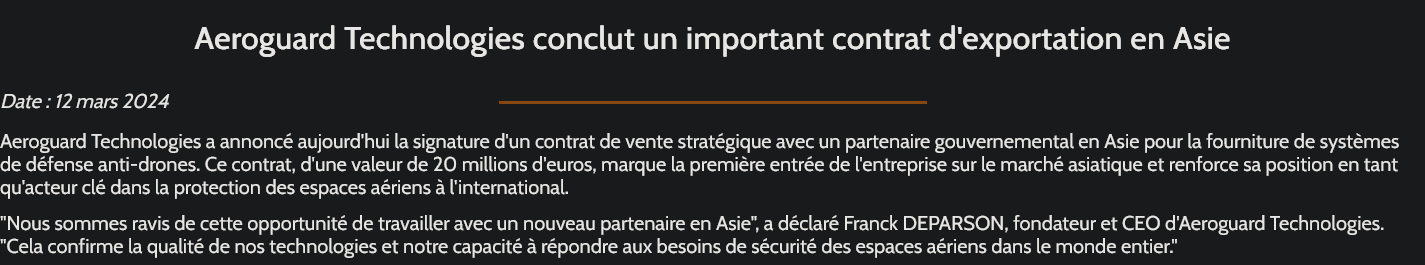 Aeroguard Technologies conclut un important contrat d'exportation en Asie
Date : 12 mars 2024
Aeroguard Technologies a annoncé aujourd'hui la signature d'un contrat de vente stratégique avec un partenaire gouvernemental en Asie pour la fourniture de systèmes
de défense anti-drones. Ce contrat, d'une valeur de 20 millions d'euros, marque la première entrée de l'entreprise sur le marché asiatique et renforce sa position en tant
qu'acteur clé dans la protection des espaces aériens à l'international.
"Nous sommes ravis de cette opportunité de travailler avec un nouveau partenaire en Asie", a déclaré Franck DEPARSON, fondateur et CEO d'Aeroguard Technologies.
"Cela confirme la qualité de nos technologies et notre capacité à répondre aux besoins de sécurité des espaces aériens dans le monde entier."